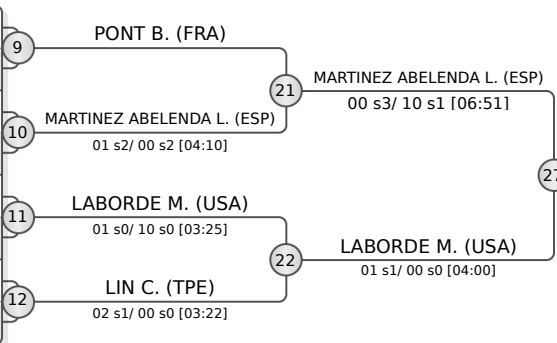 9
PONT B. (FRA)
21
MARTINEZ ABELENDA L. (ESP)
00 s3/ 10 s1 [06:51]
10
MARTINEZ ABELENDA L. (ESP)
01 s2/ 00 s2 [04:10]
27
11
LABORDE M. (USA)
01 s0/ 10 s0 [03:25]
22
LABORDE M. (USA)
01 s1/ 00 s0 [04:00]
12
LIN C. (TPE)
02 s1/ 00 s0 [03:22]